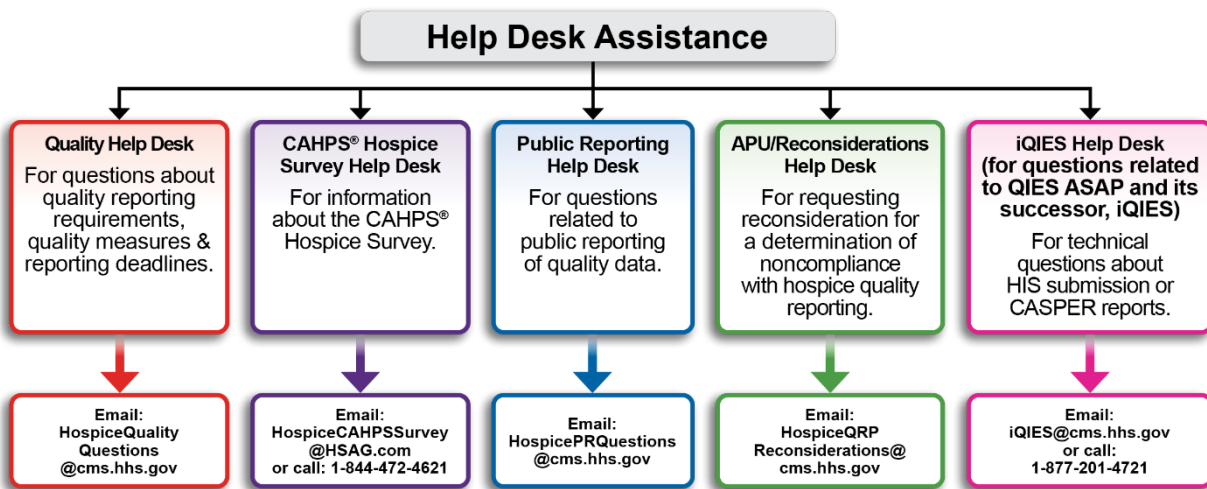 Help Desk Assistance
Quality Help Desk
For questions about
quality reporting
requirements,
quality measures &
reporting deadlines.
CAHPS® Hospice
Survey Help Desk
For information
about the CAHPS®
Hospice Survey.
Public Reporting
Help Desk
For questions
related to
public reporting
of quality data.
APU/Reconsiderations
Help Desk
For requesting
reconsideration for
a determination of
noncompliance
with hospice quality
reporting.
iQIES Help Desk
(for questions related
to QIES ASAP and its
successor, iQIES)
For technical
questions about
HIS submission or
CASPER reports.
Email:
HospiceQuality
Questions
@cms.hhs.gov
Email:
HospiceCAHPSSurvey
@HSAG.com
or call: 1-844-472-4621
Email:
HospicePRQuestions
@cms.hhs.gov
Email:
HospiceQRP
Reconsiderations@
cms.hhs.gov
Email:
iQIES@cms.hhs.gov
or call:
1-877-201-4721